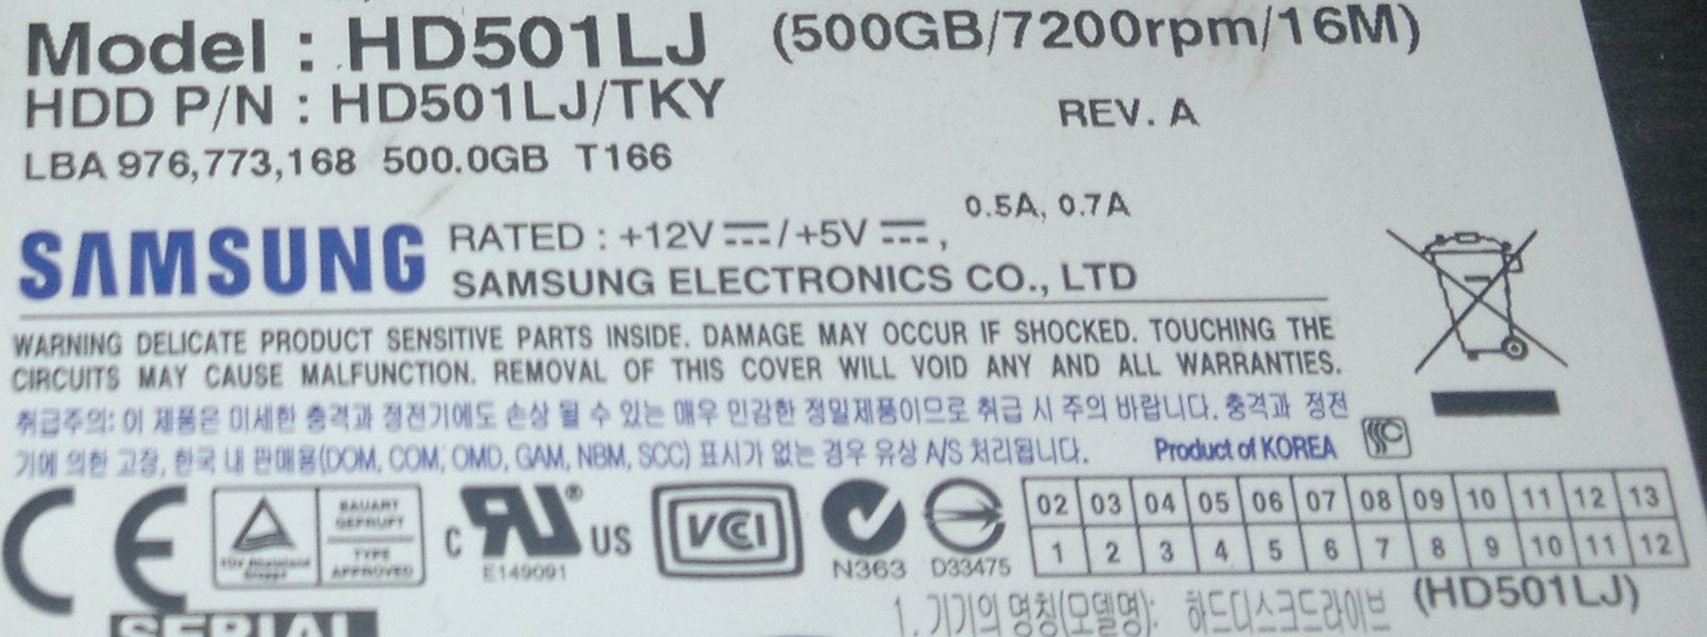 Model : HD501LJ (500GB/7200rpm/16M)
HDD P/N : HD501LJ/TKY REV. A
LBA 976,773,168 500.0GB T166
0.5A, 0.7A
SAMSUNG RATED : +12V / +5V ,
SAMSUNG ELECTRONICS CO., LTD
WARNING DELICATE PRODUCT SENSITIVE PARTS INSIDE. DAMAGE MAY OCCUR IF SHOCKED. TOUCHING THE
CIRCUITS MAY CAUSE MALFUNCTION. REMOVAL OF THIS COVER WILL VOID ANY AND ALL WARRANTIES.
취급주의: 이 제품은 미세한 충격과 정전기에도 손상 될 수 있는 매우 민감한 정밀제품이므로 취급 시 주의 바랍니다. 충격과 정전
기에 의한 고장, 한국 내 판매용(DOM, COM, OMD, GAM, NBM, SCC) 표시가 없는 경우 유상 A/S 처리됩니다. Product of KOREA
CE
BAUART
GEPRUFT
TYPE
APPROVED
C US
E149091
VCI
N363
D33475
02 03 04 05 06 07 08 09 10 11 12 13
1 2 3 4 5 6 7 8 9 10 11 12
1. 기기의 명칭(모델명): 하드디스크드라이브 (HD501LJ)
SERIAL